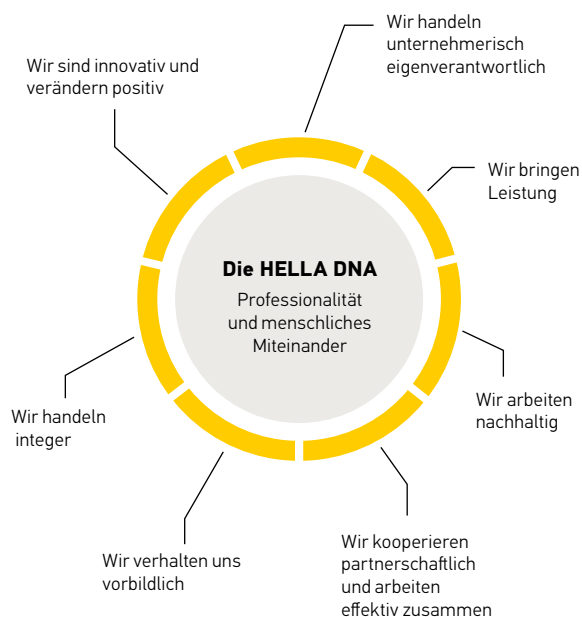 Wir handeln
unternehmerisch
eigenverantwortlich
Wir sind innovativ und
verändern positiv
Wir bringen
Leistung
Die HELLA DNA
Professionalität
und menschliches
Miteinander
Wir arbeiten
nachhaltig
Wir handeln
integer
Wir kooperieren
partnerschaftlich
und arbeiten
effektiv zusammen
Wir verhalten uns
vorbildlich